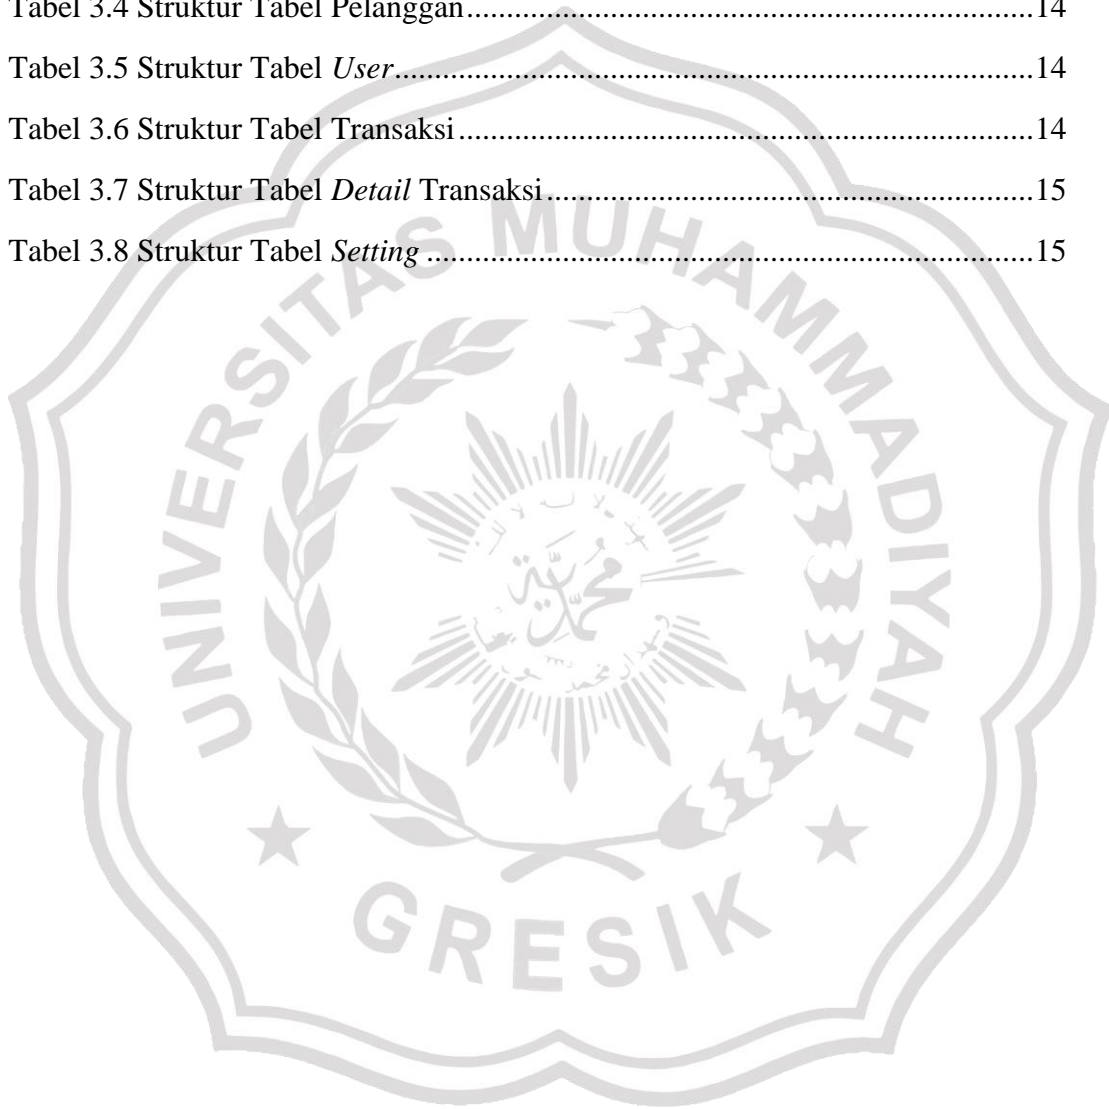 Tabel 3.4 Struktur Tabel Pelanggan....................................................................14
Tabel 3.5 Struktur Tabel User..............................................................................14
Tabel 3.6 Struktur Tabel Transaksi.....................................................................14
Tabel 3.7 Struktur Tabel Detail Transaksi..........................................................15
Tabel 3.8 Struktur Tabel Setting.........................................................................15
UNIVERSITAS MUHAMMADIYAH
محمدية
GRESIK